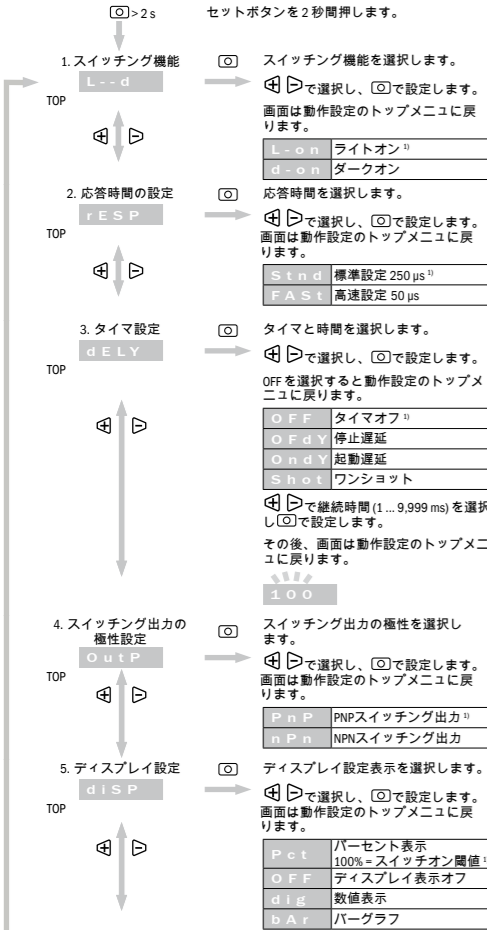 >2 s
セットボタンを2秒間押します。
1. スイッチング機能
L--d
TOP
スイッチング機能を選択します。
で選択し、で設定します。
画面は動作設定のトップメニューに戻
ります。
L-on ライトオン 1)
d-on ダークオン
2. 応答時間の設定
rESP
TOP
応答時間を選択します。
で選択し、で設定します。
画面は動作設定のトップメニュに戻
ります。
Stnd 標準設定 250 µs 1)
FASt 高速設定 50 µs
3. タイマ設定
dELY
TOP
タイマと時間を選択します。
で選択し、で設定します。
OFFを選択すると動作設定のトップメ
ニュに戻ります。
OFF タイマオフ 1)
OFdY 停止遅延
OndY 起動遅延
Shot ワンショット
で継続時間 (1 ... 9,999 ms) を選択
しで設定します。
その後、画面は動作設定のトップメニ
ュに戻ります。
100
4. スイッチング出力の
極性設定
OutP
TOP
スイッチング出力の極性を選択し
ます。
で選択し、で設定します。
画面は動作設定のトップメニュに戻
ります。
PnP PNPスイッチング出力 1)
nPn NPNスイッチング出力
5. ディスプレイ設定
diSP
TOP
ディスプレイ設定表示を選択します。
で選択し、で設定します。
画面は動作設定のトップメニュに戻
ります。
Pct パーセント表示
100% = スイッチオン閾値 1)
OFF ディスプレイ表示オフ
dig 数値表示
bAr バーグラフ